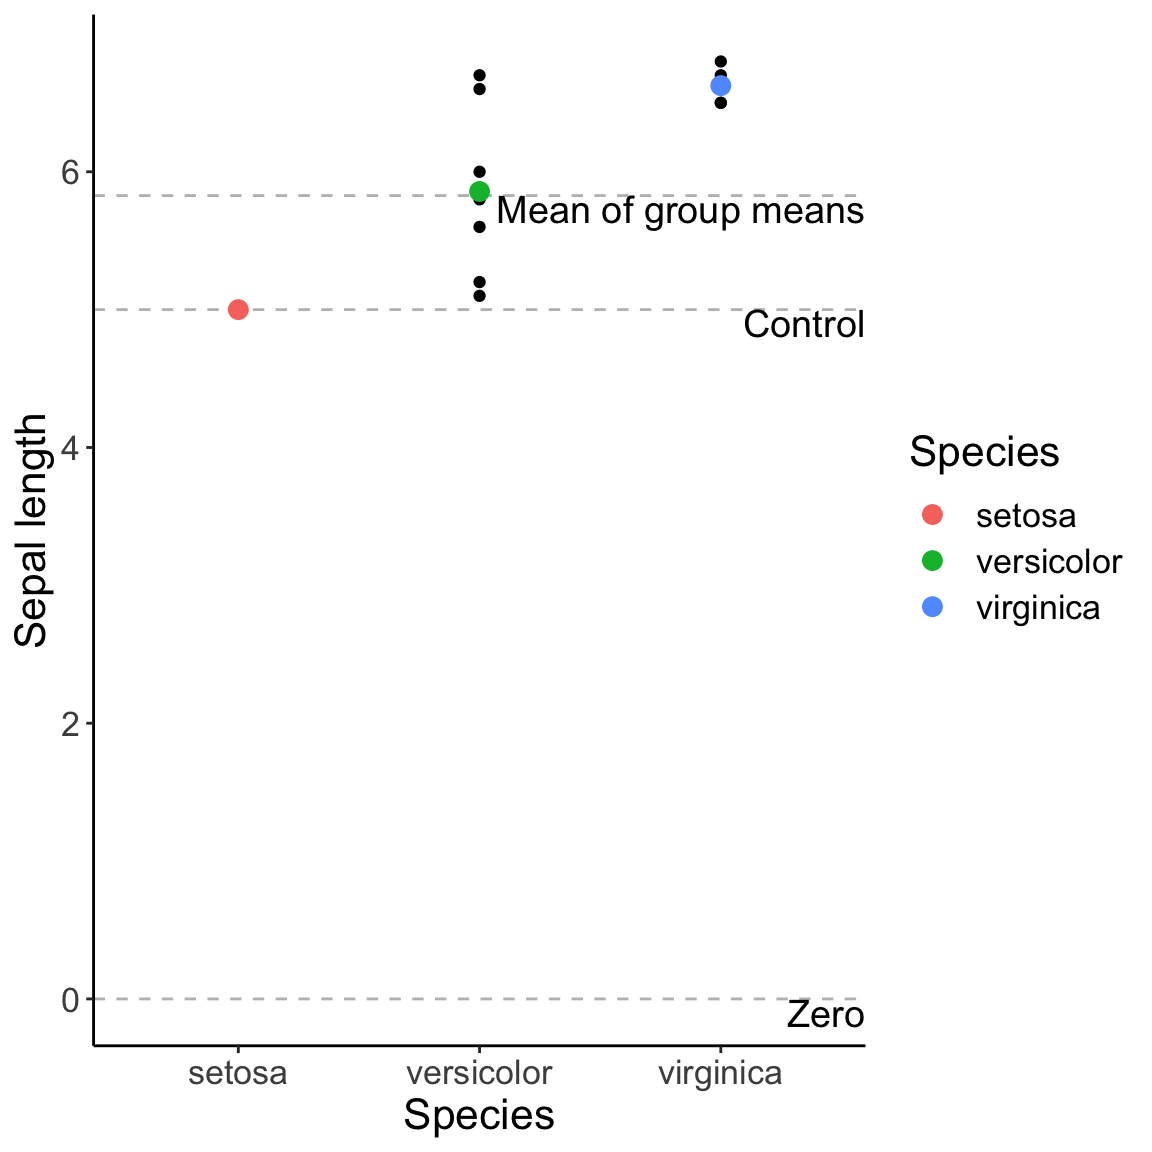 Sepal length
6
4
2
0
Mean of group means
Control
Zero
setosa
versicolor
virginica
Species
Species
setosa
versicolor
virginica